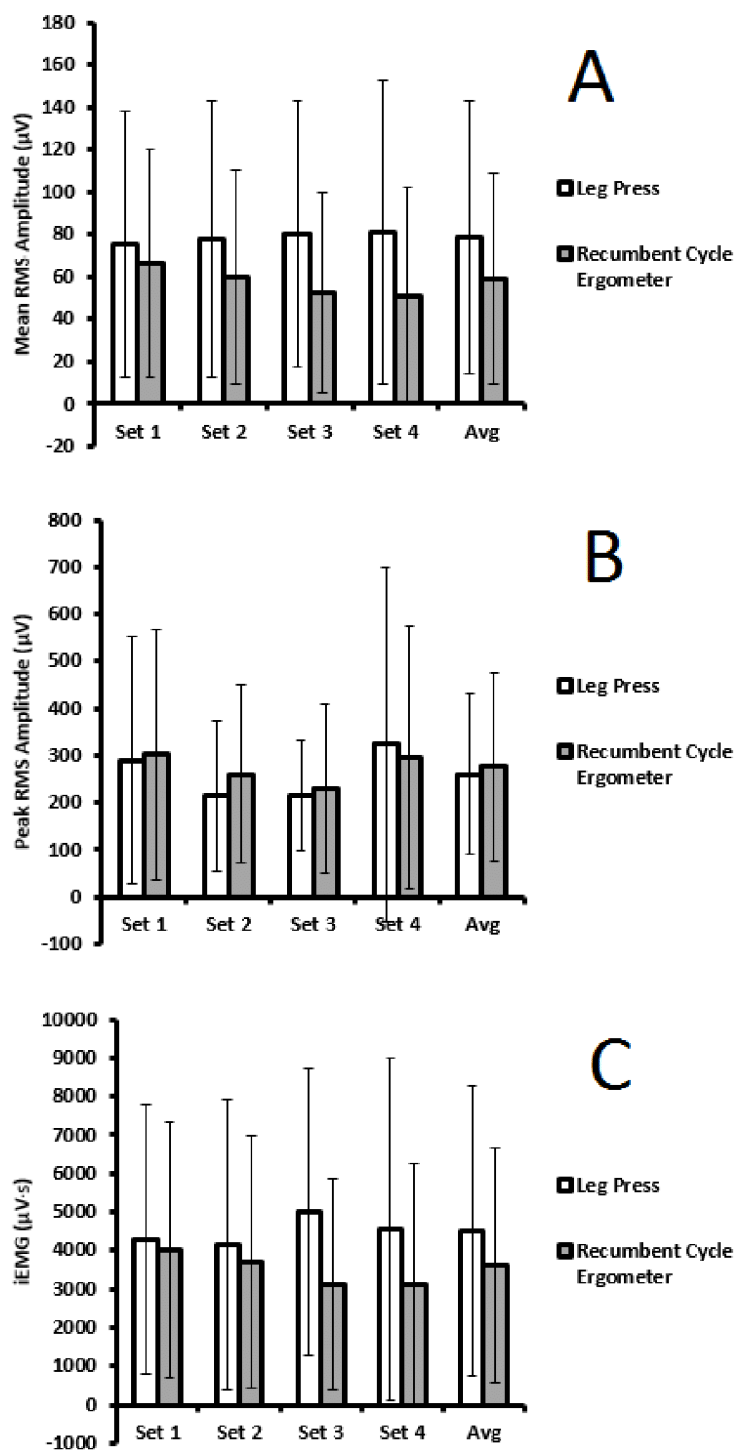 180
160
140
120
100
80
60
40
20
0
-20
Mean RMS Amplitude (µV)
Set 1 Set 2 Set 3 Set 4 Avg
A
Leg Press
Recumbent Cycle
Ergometer
800
700
600
500
400
300
200
100
0
-100
Peak RMS Amplitude (µV)
Set 1 Set 2 Set 3 Set 4 Avg
B
Leg Press
Recumbent Cycle
Ergometer
10000
9000
8000
7000
6000
5000
4000
3000
2000
1000
0
-1000
iEMG (µV·s)
Set 1 Set 2 Set 3 Set 4 Avg
C
Leg Press
Recumbent Cycle
Ergometer